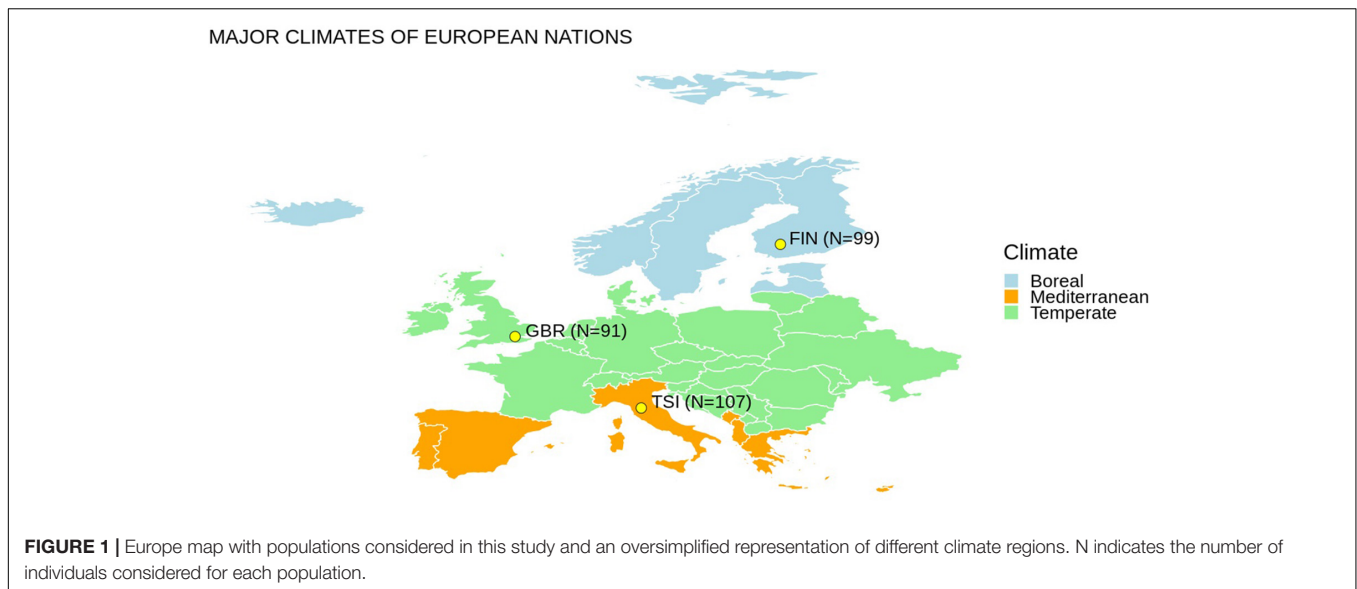 MAJOR CLIMATES OF EUROPEAN NATIONS
FIN (N=99)
Climate
Boreal
Mediterranean
Temperate
GBR (N=91)
TSI (N=107)
FIGURE 1 | Europe map with populations considered in this study and an oversimplified representation of different climate regions. N indicates the number of
individuals considered for each population.